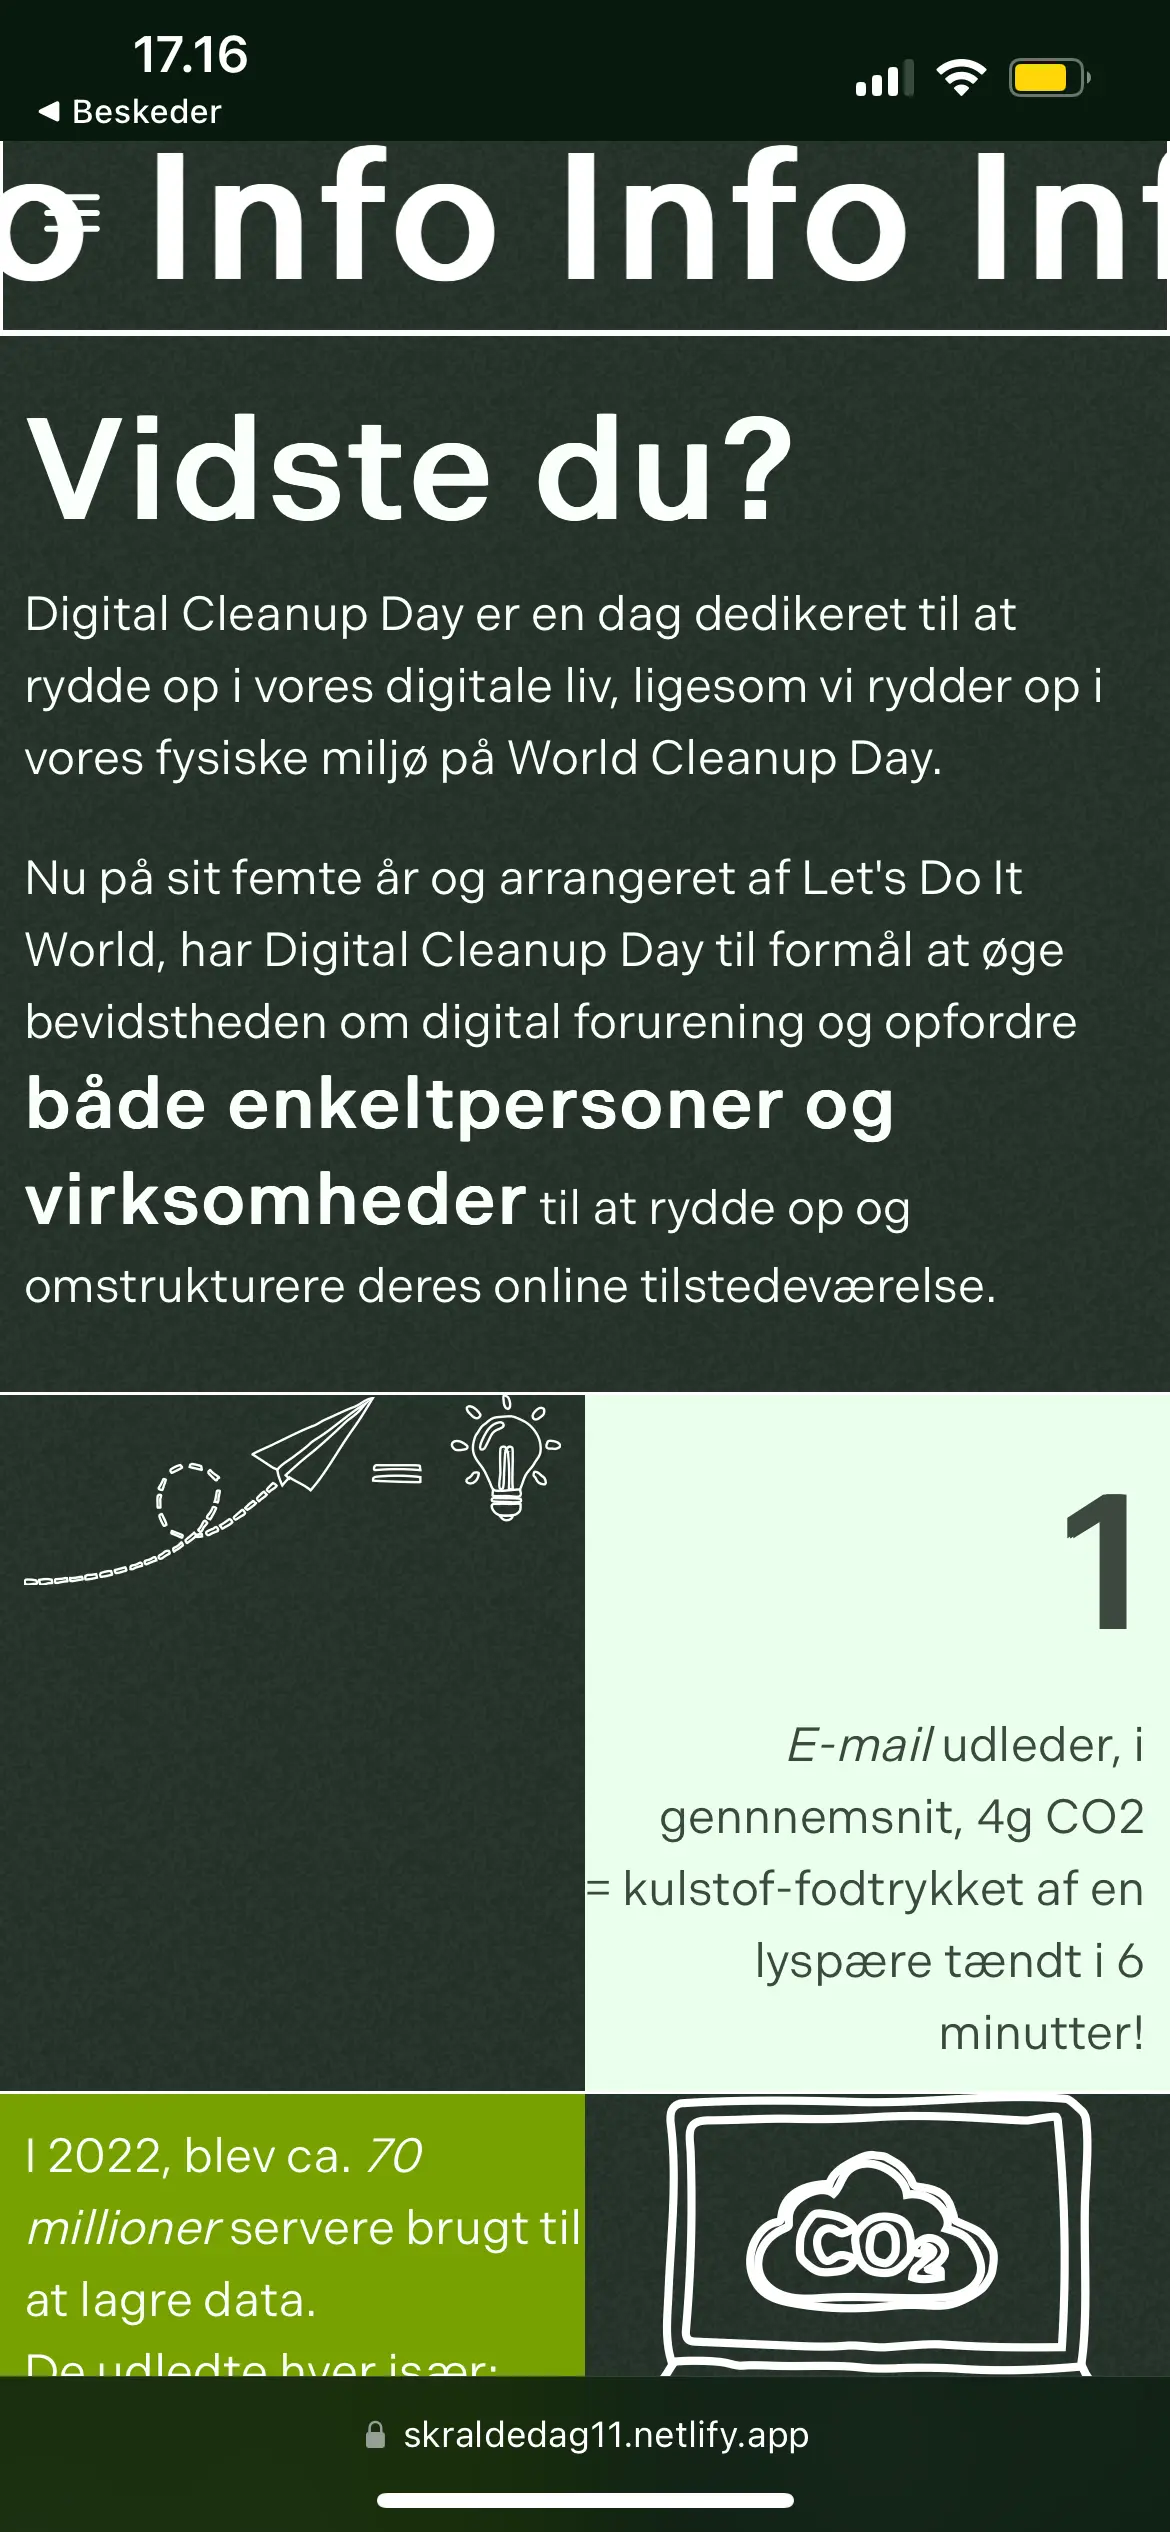 17.16
Beskeder
o Info Info Inf
Vidste du?
Digital Cleanup Day er en dag dedikeret til at
rydde op i vores digitale liv, ligesom vi rydder op i
vores fysiske miljø på World Cleanup Day.
Nu på sit femte år og arrangeret af Let's Do It
World, har Digital Cleanup Day til formål at øge
bevidstheden om digital forurening og opfordre
både enkeltpersoner og
virksomheder til at rydde op og
omstrukturere deres online tilstedeværelse.
1
E-mail udleder, i
gennnemsnit, 4g CO2
= kulstof-fodtrykket af en
lyspære tændt i 6
minutter!
I 2022, blev ca. 70
millioner servere brugt til
at lagre data.
De udledte hver især:
CO2
skraldedag11.netlify.app